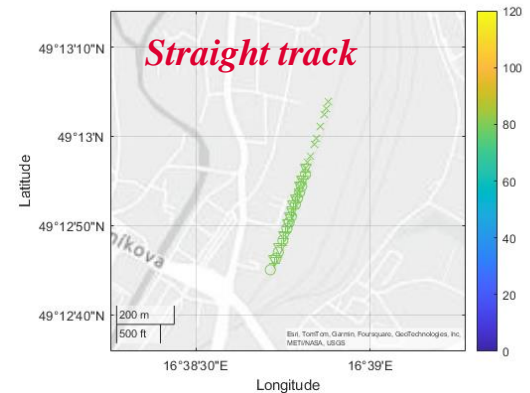 Straight track
49°13'10"N
49°13'N
49°12'50"N
49°12'40"N
Latitude
níkova
200 m
500 ft
Esri, TomTom, Garmin, Foursquare, GeoTechnologies, Inc,
METI/NASA, USGS
16°38'30"E
16°39'E
Longitude
120
100
80
60
40
20
0